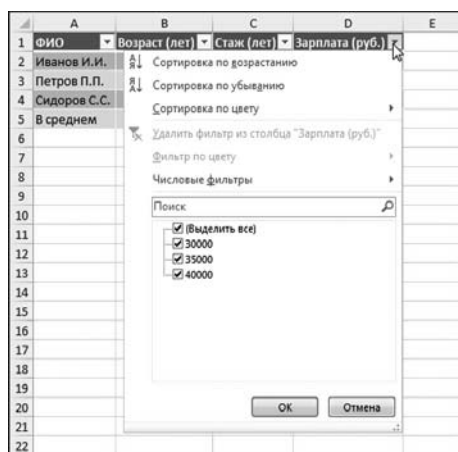 A B C D E
1 ФИО Возраст (лет) Стаж (лет) Зарплата (руб.)
2 Иванов И.И.
3 Петров П.П.
4 Сидоров С.С.
5 В среднем
6
7
8
9
10
11
12
13
14
15
16
17
18
19
20
21
22
Сортировка по возрастанию
Сортировка по убыванию
Сортировка по цвету
Удалить фильтр из столбца "Зарплата (руб.)"
Фильтр по цвету
Числовые фильтры
Поиск
(Выделить все)
30000
35000
40000
ОК Отмена